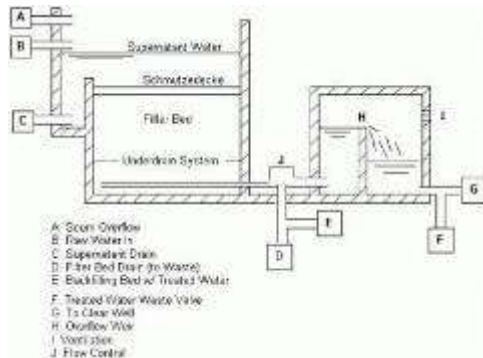 A
B
Supernatant Water
Schmutzdecke
C
Filter Bed
H
I
Underdrain System
J
G
E
D
F
A Scum Overflow
B Raw Water In
C Supernatant Drain
D Filter Bed Drain (to Waste)
E Backfilling Bed w/ Treated Water
F Treated Water Waste Valve
G To Clear Well
H Overflow Weir
I Ventilation
J Flow Control